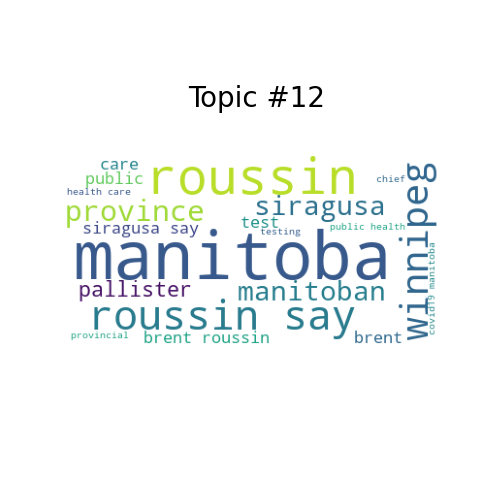 Topic #12
care
roussin
chief
public
health care
winnipeg
province
siragusa
test
siragusa say
public health
testing
manitoba
covid19 manitoba
pallister
manitoban
roussin say
provincial
brent roussin
brent